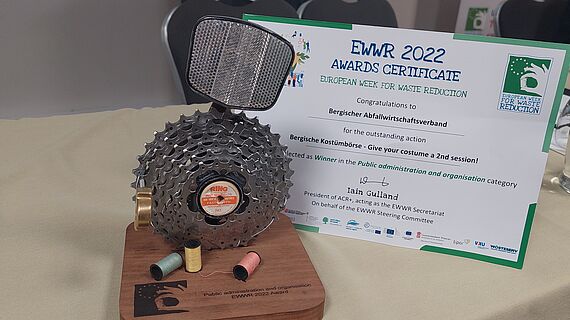 EWWR 2022
AWARDS CERTIFICATE
EUROPEAN WEEK FOR WASTE REDUCTION
Congratulations to
Bergischer Abfallwirtschaftsverband
for the outstanding action
Bergische Kostümbörse - Give your costume a 2nd session!
elected as Winner in the Public administration and organisation category
Iain Gulland
President of ACR+, acting as the EWWR Secretariat
On behalf of the EWWR Steering Committee
EUROPEAN WEEK
FOR WASTE
REDUCTION
RING
Public administration and organisation
EWWR 2022 Award